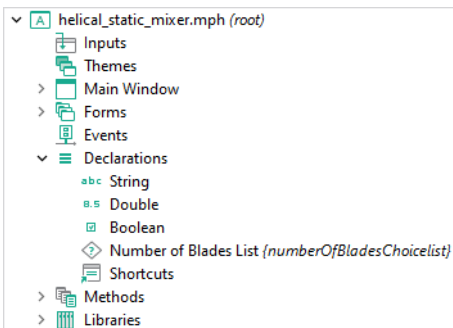 A helical_static_mixer.mph (root)
Inputs
Themes
Main Window
Forms
Events
Declarations
abc String
8.5 Double
Boolean
? Number of Blades List {numberOfBladesChoicelist}
Shortcuts
Methods
Libraries